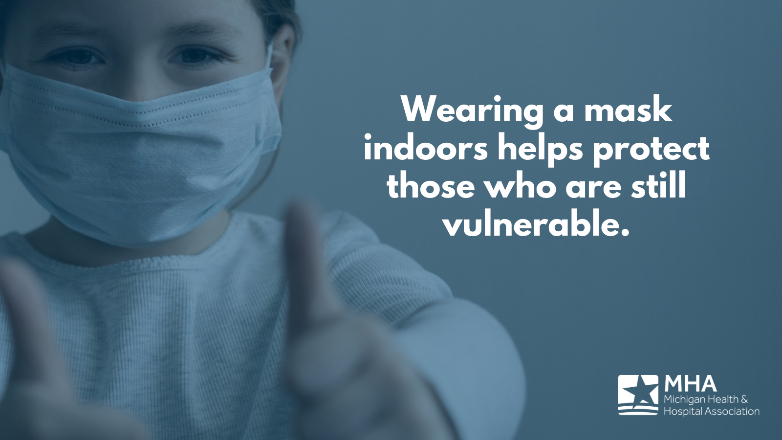 Wearing a mask
indoors helps protect
those who are still
vulnerable.
MHA
Michigan Health &
Hospital Association